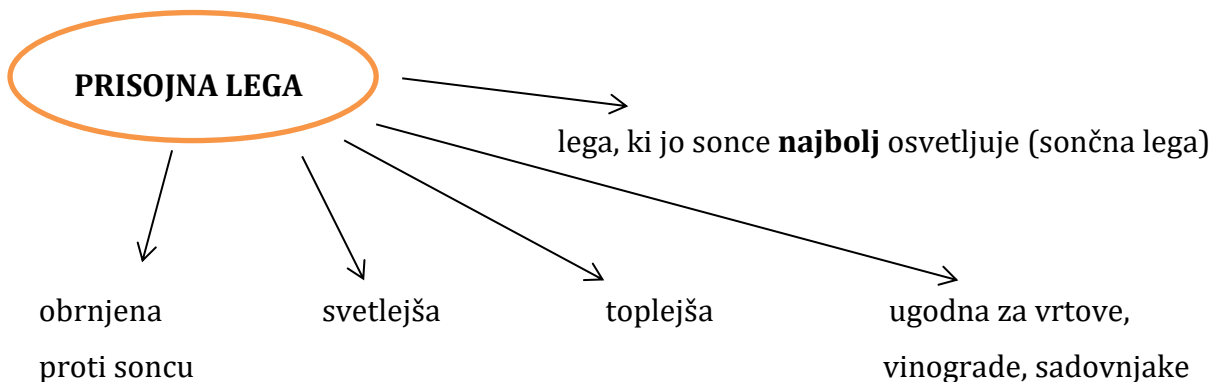 PRISOJNA LEGA
lega, ki jo sonce najbolj osvetljuje (sončna lega)
obrnjena
proti soncu
svetlejša
toplejša
ugodna za vrtove,
vinograde, sadovnjake